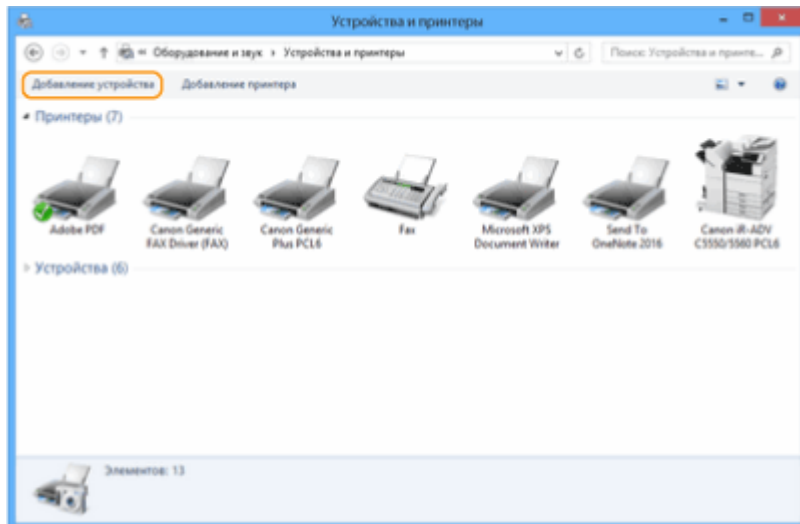 Устройства и принтеры
Оборудование и звук › Устройства и принтеры
Поиск: Устройства и принте...
Добавление устройства Добавление принтера
Принтеры (7)
Adobe PDF
Canon Generic FAX Driver (FAX)
Canon Generic Plus PCL6
Fax
Microsoft XPS Document Writer
Send To OneNote 2016
Canon iR-ADV C5550/5560 PCL6
Устройства (6)
Элементов: 13